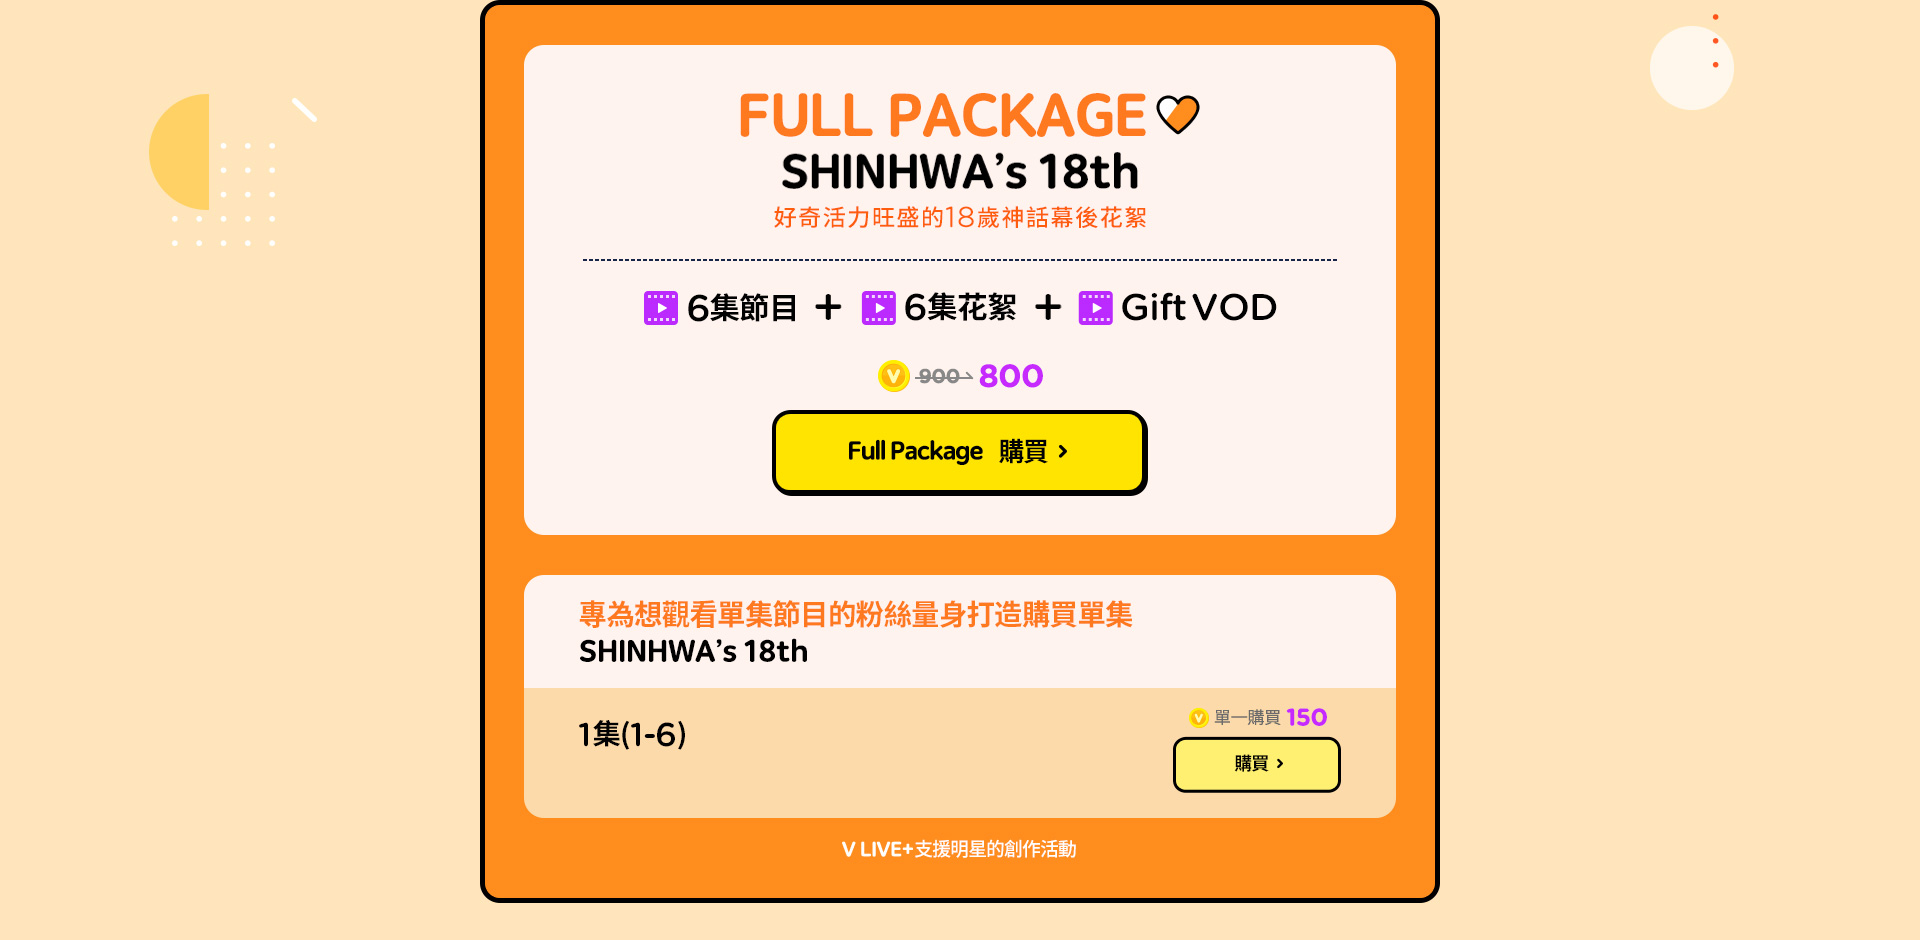 FULL PACKAGE
SHINHWA’s 18th
好奇活力旺盛的18歲神話幕後花絮
6集節目 + 6集花絮 + Gift VOD
V 900 → 800
Full Package 購買 >
專為想觀看單集節目的粉絲量身打造購買單集
SHINHWA’s 18th
1集(1-6)
V 單一購買 150
購買 >
V LIVE+支援明星的創作活動